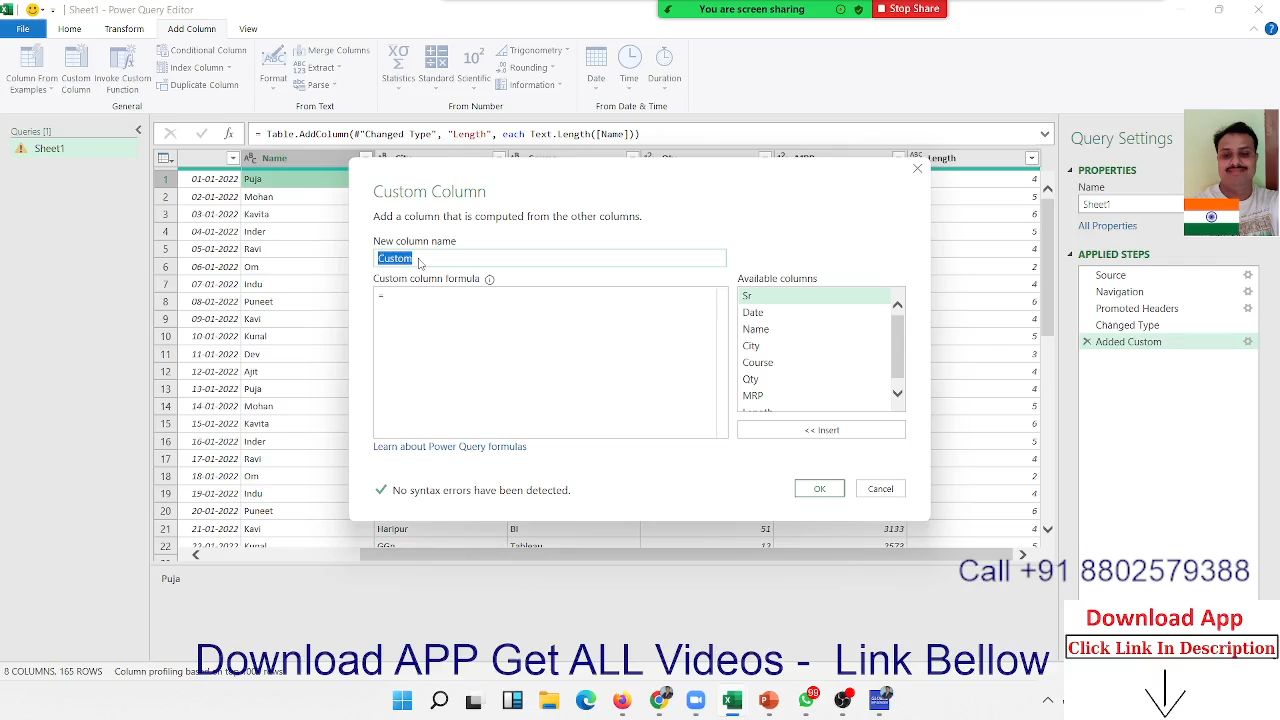 Sheet1 - Power Query Editor
You are screen sharing
Stop Share
File
Home
Transform
Add Column
View
Column From
Examples
Custom
Column
Invoke Custom
Function
Conditional Column
Index Column
Duplicate Column
General
Format
Merge Columns
ABC
123
Extract
Parse
From Text
Statistics
Standard
Scientific
Trigonometry
Rounding
Information
From Number
Date
Time
Duration
From Date & Time
Queries [1]
Sheet1
= Table.AddColumn(#"Changed Type", "Length", each Text.Length([Name]))
Name
1 01-01-2022 Puja 4
2 02-01-2022 Mohan 5
3 03-01-2022 Kavita 6
4 04-01-2022 Inder 5
5 05-01-2022 Ravi 4
6 06-01-2022 Om 2
7 07-01-2022 Indu 4
8 08-01-2022 Puneet 6
9 09-01-2022 Kavi 4
10 10-01-2022 Kunal 5
11 11-01-2022 Dev 3
12 12-01-2022 Ajit 4
13 13-01-2022 Puja 4
14 14-01-2022 Mohan 5
15 15-01-2022 Kavita 6
16 16-01-2022 Inder 5
17 17-01-2022 Ravi 4
18 18-01-2022 Om 2
19 19-01-2022 Indu 4
20 20-01-2022 Puneet 6
21 21-01-2022 Kavi Haripur BI 51 3133 4
22 22-01-2022 Kunal GGn Tableau 12 2573 5
Custom Column
Add a column that is computed from the other columns.
New column name
Custom
Custom column formula
=
Available columns
Sr
Date
Name
City
Course
Qty
MRP
Length
<< Insert
Learn about Power Query formulas
No syntax errors have been detected.
OK
Cancel
Query Settings
PROPERTIES
Name
Sheet1
All Properties
APPLIED STEPS
Source
Navigation
Promoted Headers
Changed Type
Added Custom
Puja
Call +91 8802579388
Download App
Click Link In Description
Download APP Get ALL Videos - Link Bellow
8 COLUMNS, 165 ROWS
99